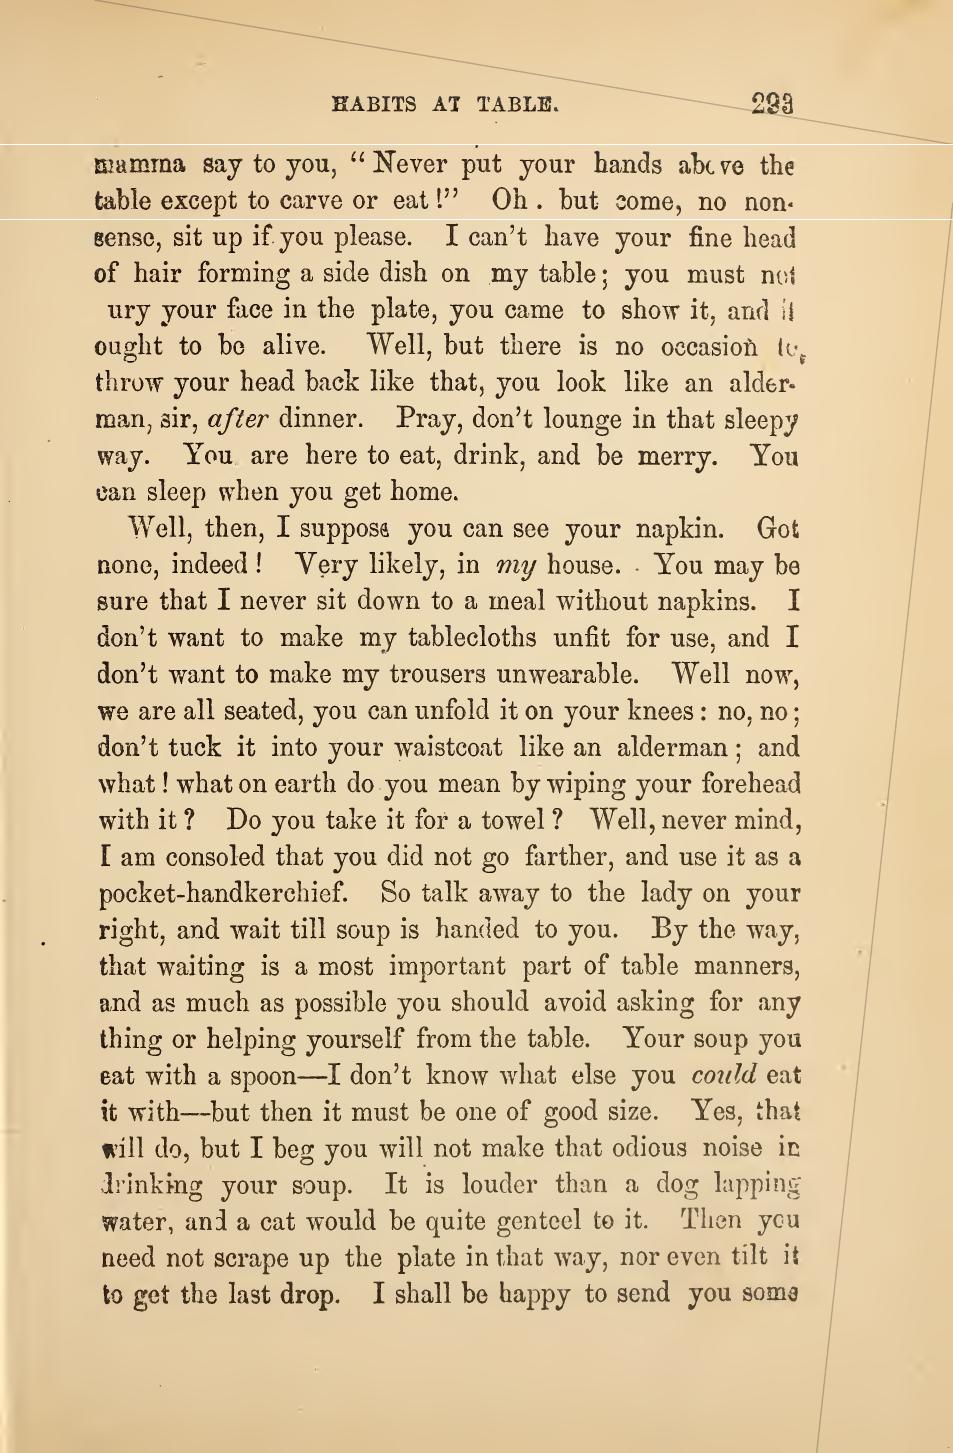 HABITS AT TABLE. 293
mamma say to you, “ Never put your hands above the
table except to carve or eat !” Oh . but come, no non-
sense, sit up if you please. I can’t have your fine head
of hair forming a side dish on my table ; you must not
ury your face in the plate, you came to show it, and it
ought to be alive. Well, but there is no occasion to
throw your head back like that, you look like an alder-
man, sir, after dinner. Pray, don’t lounge in that sleepy
way. You are here to eat, drink, and be merry. You
can sleep when you get home.
Well, then, I suppose you can see your napkin. Got
none, indeed ! Very likely, in my house. You may be
sure that I never sit down to a meal without napkins. I
don’t want to make my tablecloths unfit for use, and I
don’t want to make my trousers unwearable. Well now,
we are all seated, you can unfold it on your knees : no, no ;
don’t tuck it into your waistcoat like an alderman ; and
what ! what on earth do you mean by wiping your forehead
with it ? Do you take it for a towel ? Well, never mind,
I am consoled that you did not go farther, and use it as a
pocket-handkerchief. So talk away to the lady on your
right, and wait till soup is handed to you. By the way,
that waiting is a most important part of table manners,
and as much as possible you should avoid asking for any
thing or helping yourself from the table. Your soup you
eat with a spoon—I don’t know what else you could eat
it with—but then it must be one of good size. Yes, that
will do, but I beg you will not make that odious noise in
drinking your soup. It is louder than a dog lapping
water, and a cat would be quite genteel to it. Then you
need not scrape up the plate in that way, nor even tilt it
to get the last drop. I shall be happy to send you some